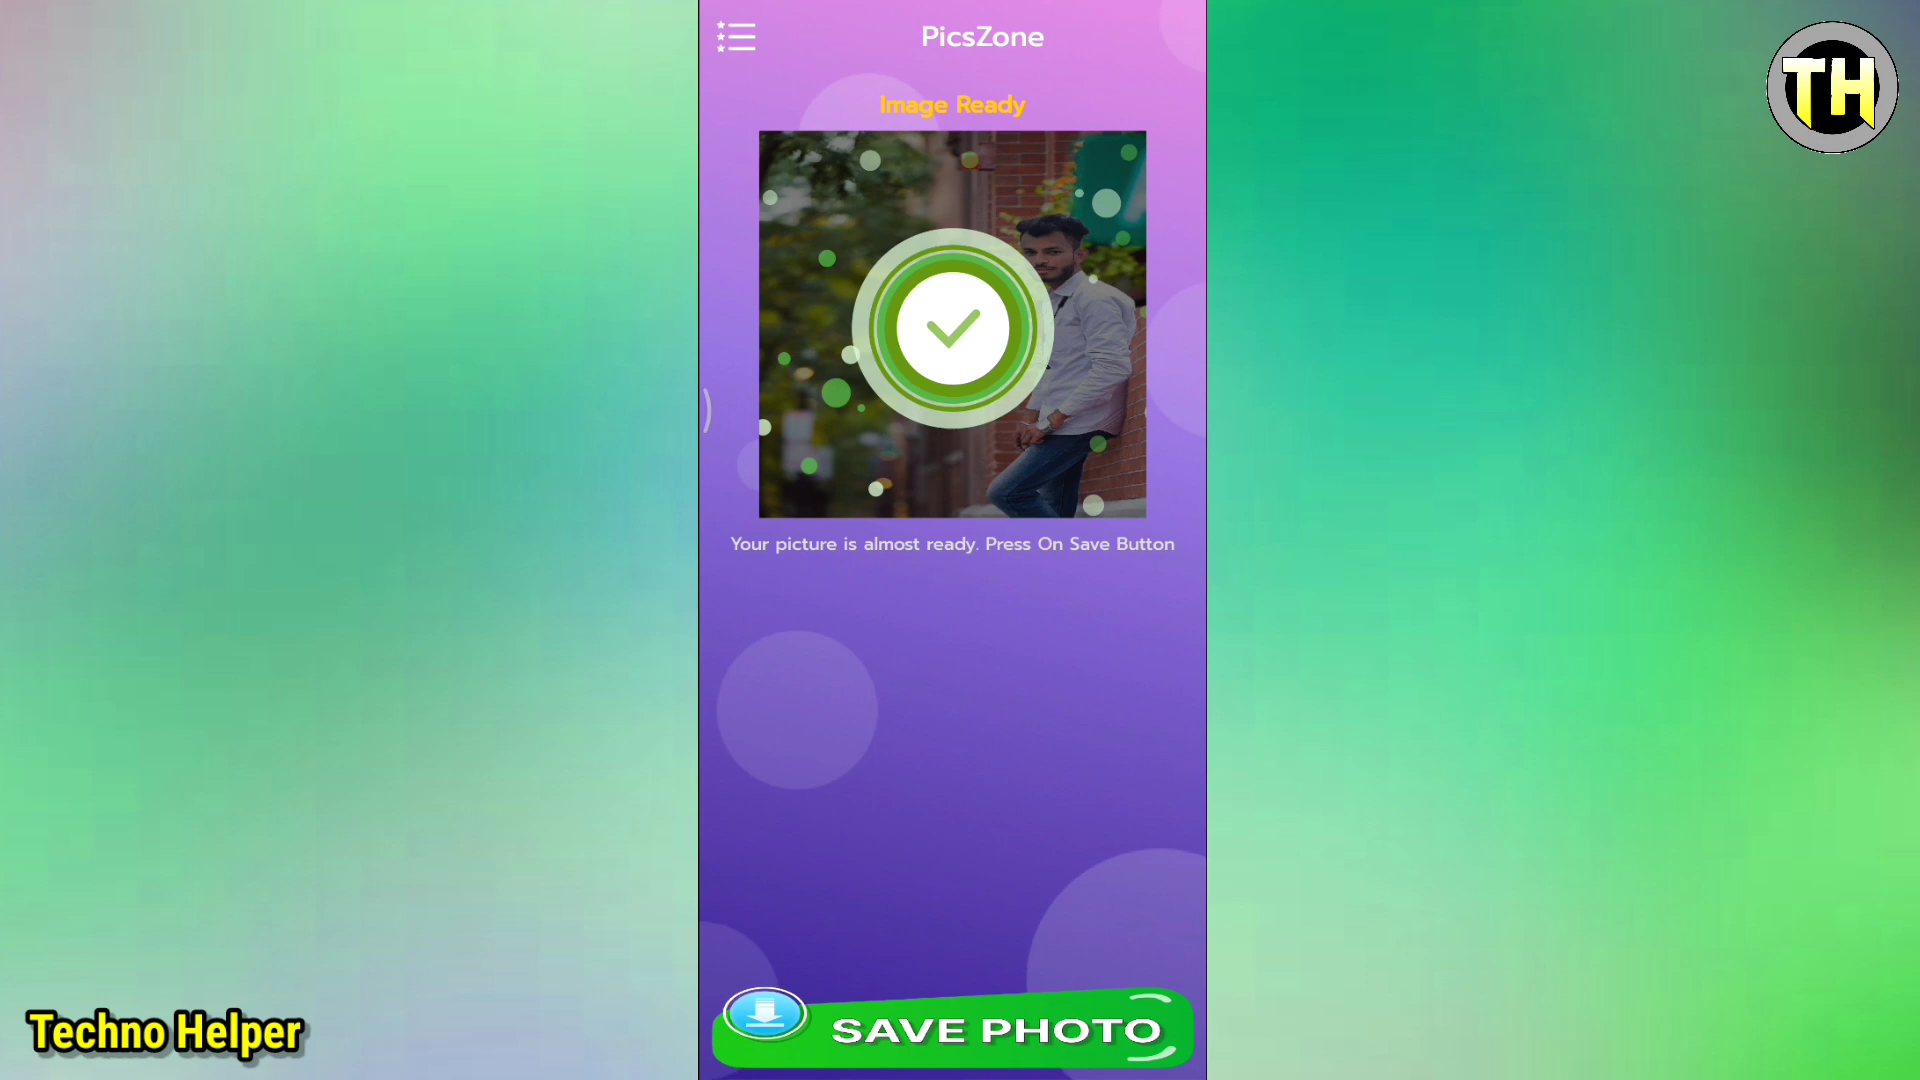 PicsZone
TH
Image Ready
Your picture is almost ready. Press On Save Button
SAVE PHOTO
Techno Helper